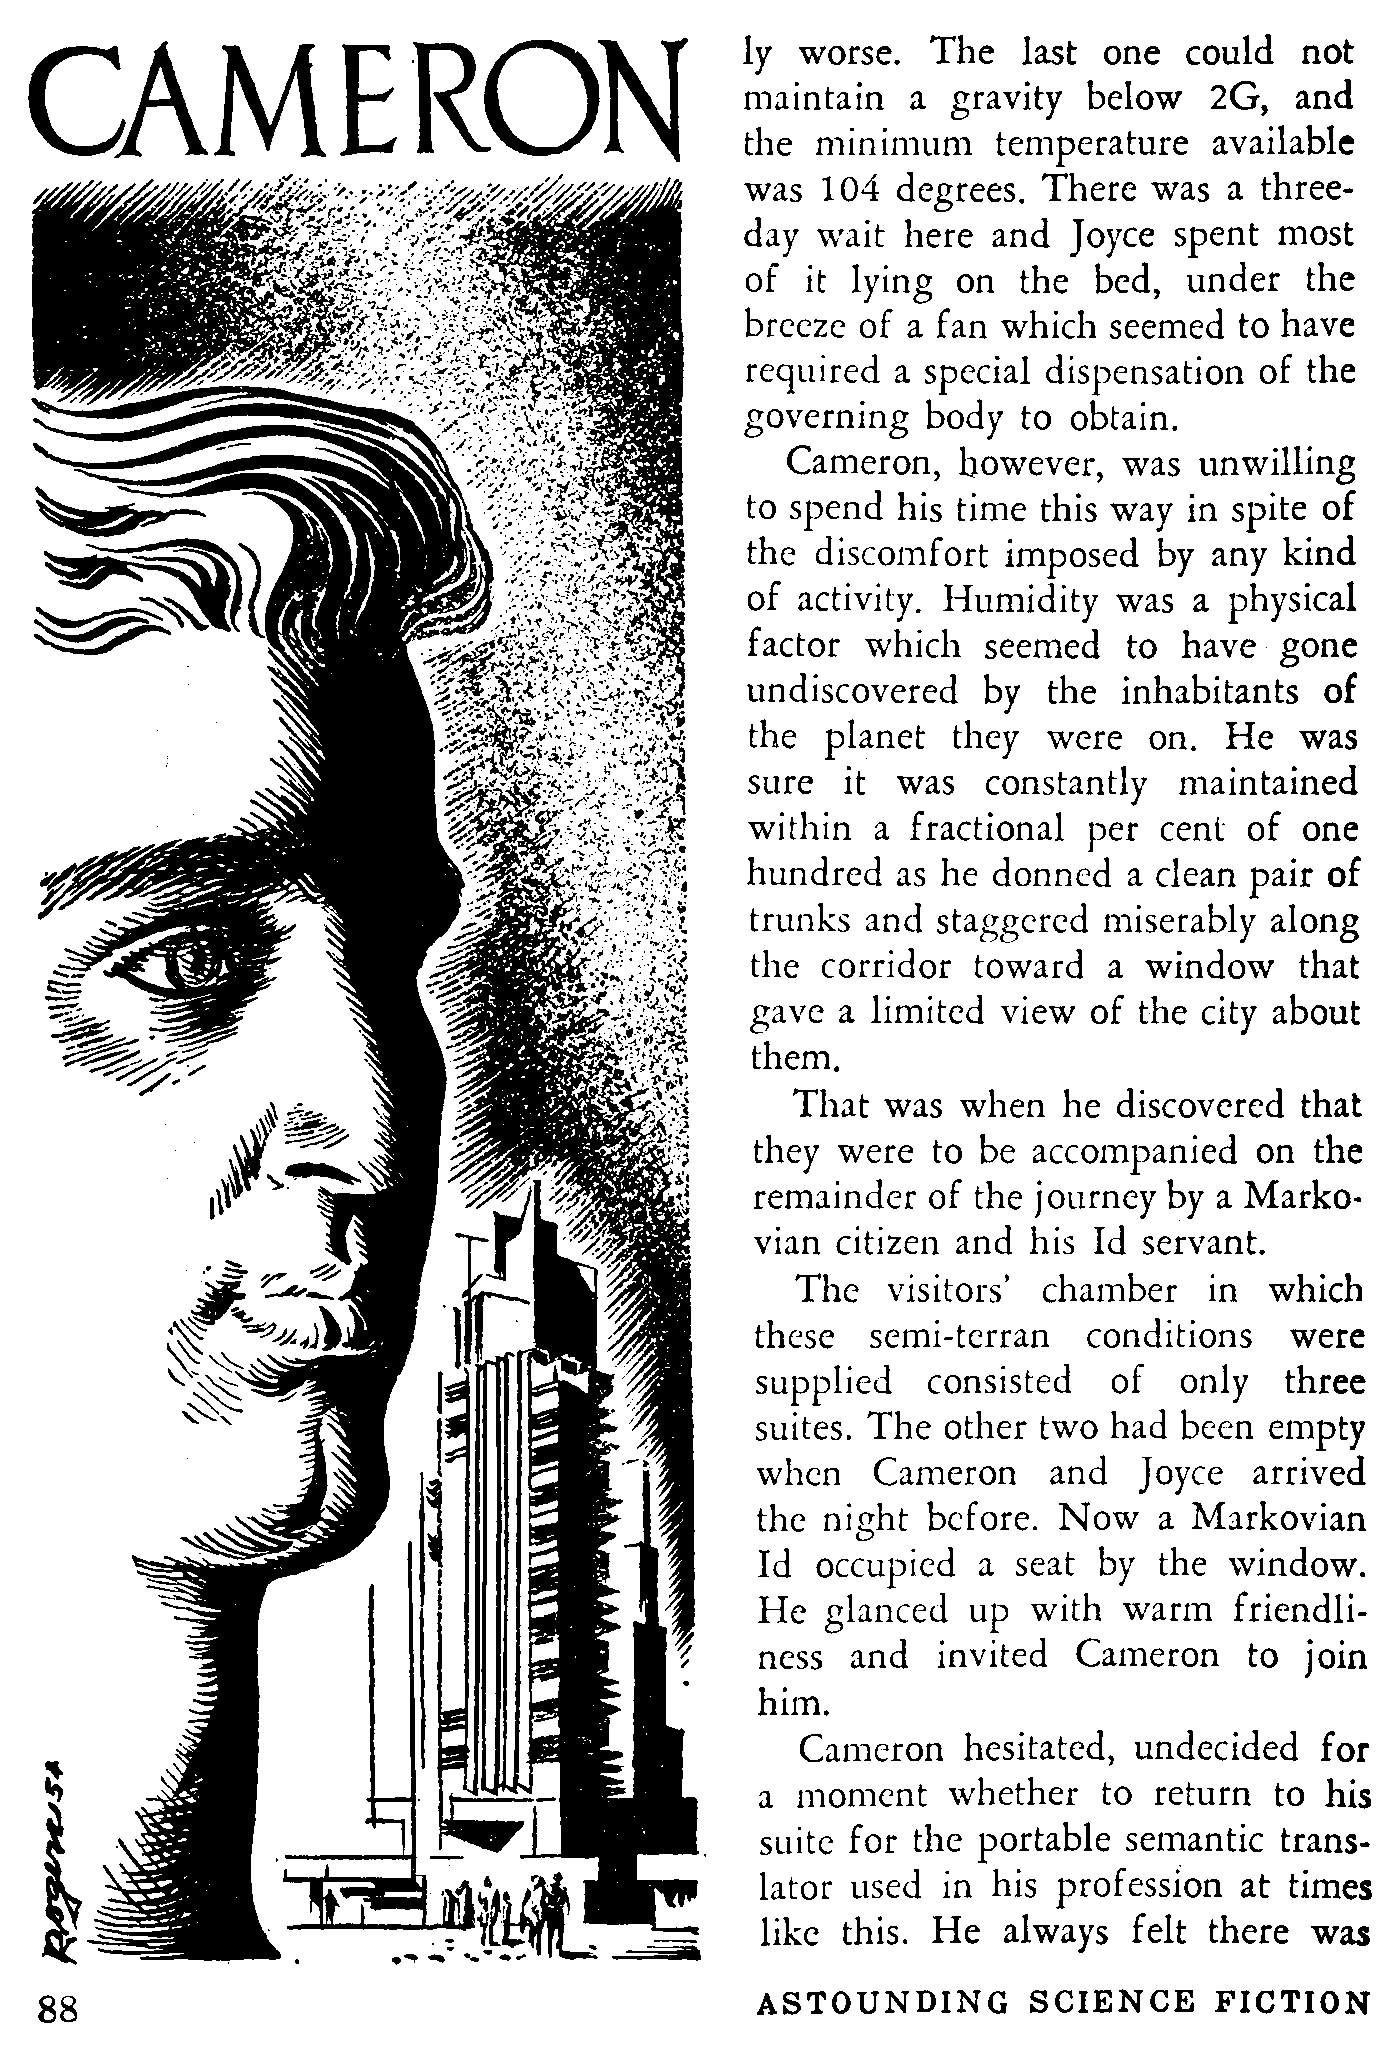 CAMERON
ly worse. The last one could not
maintain a gravity below 2G, and
the minimum temperature available
was 104 degrees. There was a three-
day wait here and Joyce spent most
of it lying on the bed, under the
breeze of a fan which seemed to have
required a special dispensation of the
governing body to obtain.
Cameron, however, was unwilling
to spend his time this way in spite of
the discomfort imposed by any kind
of activity. Humidity was a physical
factor which seemed to have gone
undiscovered by the inhabitants of
the planet they were on. He was
sure it was constantly maintained
within a fractional per cent of one
hundred as he donned a clean pair of
trunks and staggered miserably along
the corridor toward a window that
gave a limited view of the city about
them.
That was when he discovered that
they were to be accompanied on the
remainder of the journey by a Marko-
vian citizen and his Id servant.
The visitors' chamber in which
these semi-terran conditions were
supplied consisted of only three
suites. The other two had been empty
when Cameron and Joyce arrived
the night before. Now a Markovian
Id occupied a seat by the window.
He glanced up with warm friendli-
ness and invited Cameron to join
him.
Cameron hesitated, undecided for
a moment whether to return to his
suite for the portable semantic trans-
lator used in his profession at times
like this. He always felt there was
Rogers 54
88
ASTOUNDING SCIENCE FICTION